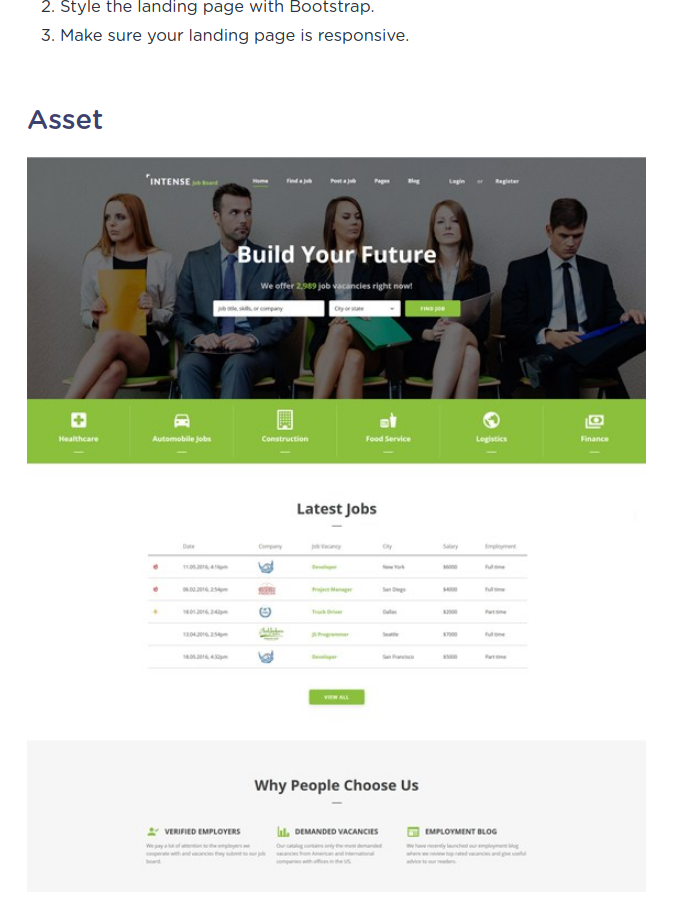 2. Style the landing page with Bootstrap.
3. Make sure your landing page is responsive.
Asset
INTENSE Job Board Home Find a Job Post a Job Pages Blog Login or Register
Build Your Future
We offer 2,989 job vacancies right now!
Job title, skills, or company City or state FIND JOB
Healthcare Automobile Jobs Construction Food Service Logistics Finance
Latest Jobs
Date Company Job Vacancy City Salary Employment
11.05.2016, 4:16pm Developer New York $6000 Full time
06.02.2016, 2:54pm Project Manager San Diego $4000 Full time
18.01.2016, 3:42pm Truck Driver Dallas $2000 Part time
13.04.2016, 2:54pm JS Programmer Seattle $7000 Full time
18.05.2016, 4:32pm Developer San Francisco $5000 Part time
VIEW ALL
Why People Choose Us
VERIFIED EMPLOYERS DEMANDED VACANCIES EMPLOYMENT BLOG
We pay a lot of attention to the employers we Our catalog contains only the most demanded We have recently launched our employment blog
cooperate with and vacancies they submit to our job vacancies from American and international where we review top rated vacancies and give useful
board. companies with offices in the US. advice to our readers.